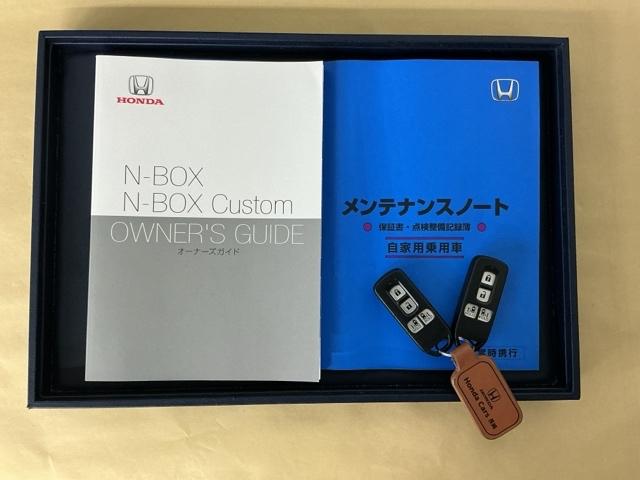 HONDA
N-BOX
N-BOX Custom
OWNER'S GUIDE
オーナーズガイド
メンテナンスノート
保証書・点検整備記録簿
自家用乗用車
時携行
HONDA
Honda Cars